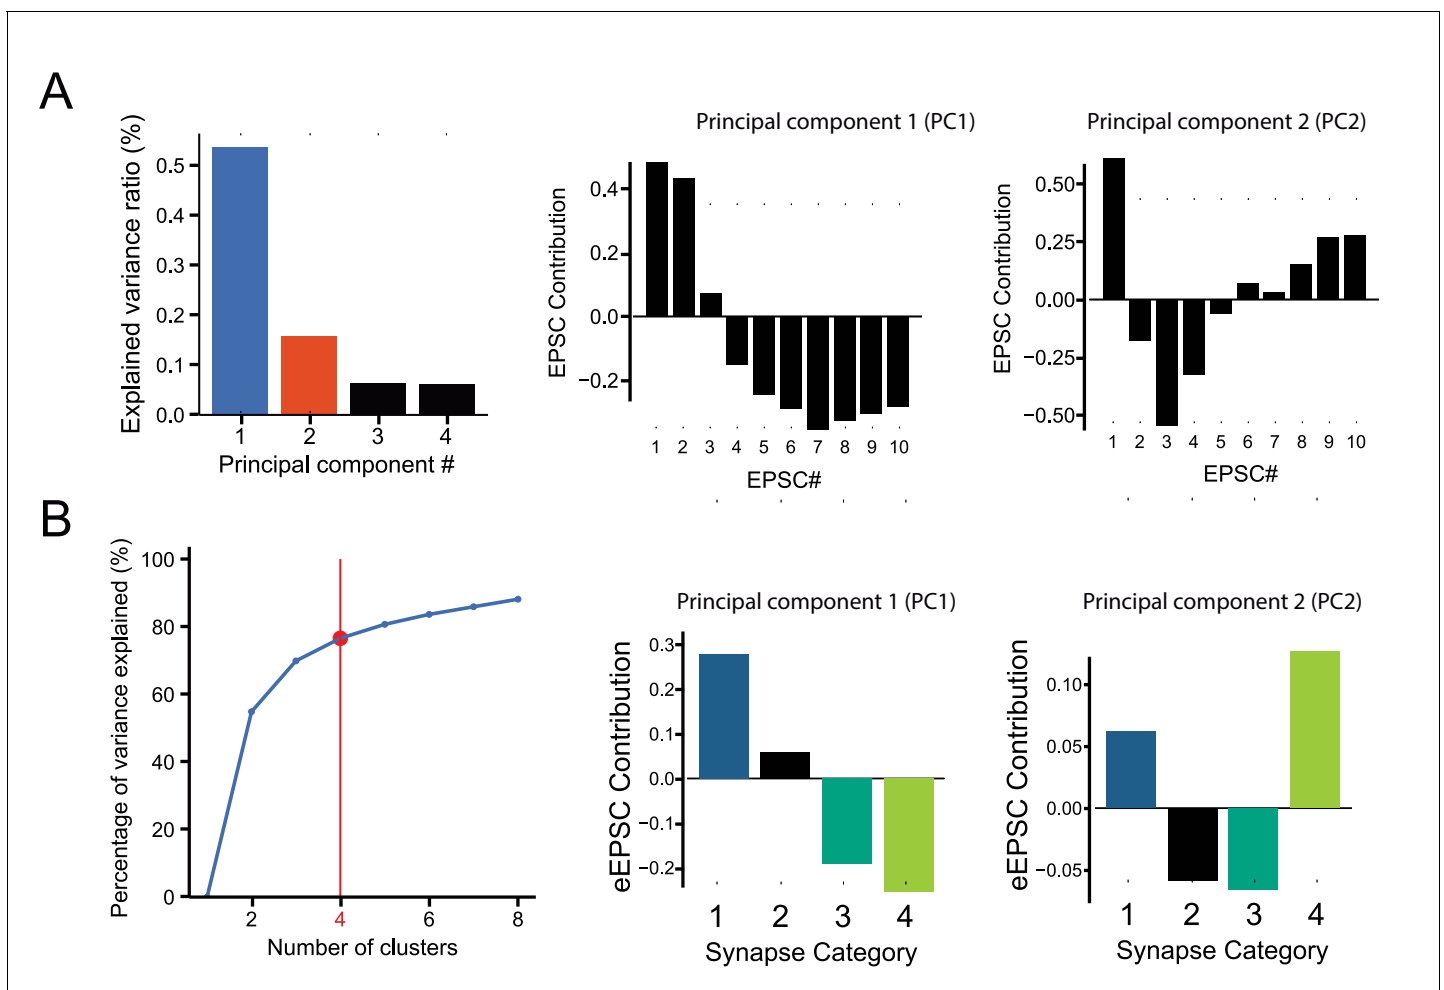 A
Explained variance ratio (%)
0.5
0.4
0.3
0.2
0.1
0.0
1 2 3 4
Principal component #
Principal component 1 (PC1)
EPSC Contribution
0.4
0.2
0.0
−0.2
1 2 3 4 5 6 7 8 9 10
EPSC#
Principal component 2 (PC2)
EPSC Contribution
0.50
0.25
0.00
−0.25
−0.50
1 2 3 4 5 6 7 8 9 10
EPSC#
B
Percentage of variance explained (%)
100
80
60
40
20
0
2 4 6 8
Number of clusters
Principal component 1 (PC1)
eEPSC Contribution
0.3
0.2
0.1
0.0
−0.1
−0.2
1 2 3 4
Synapse Category
Principal component 2 (PC2)
eEPSC Contribution
0.10
0.05
0.00
−0.05
1 2 3 4
Synapse Category